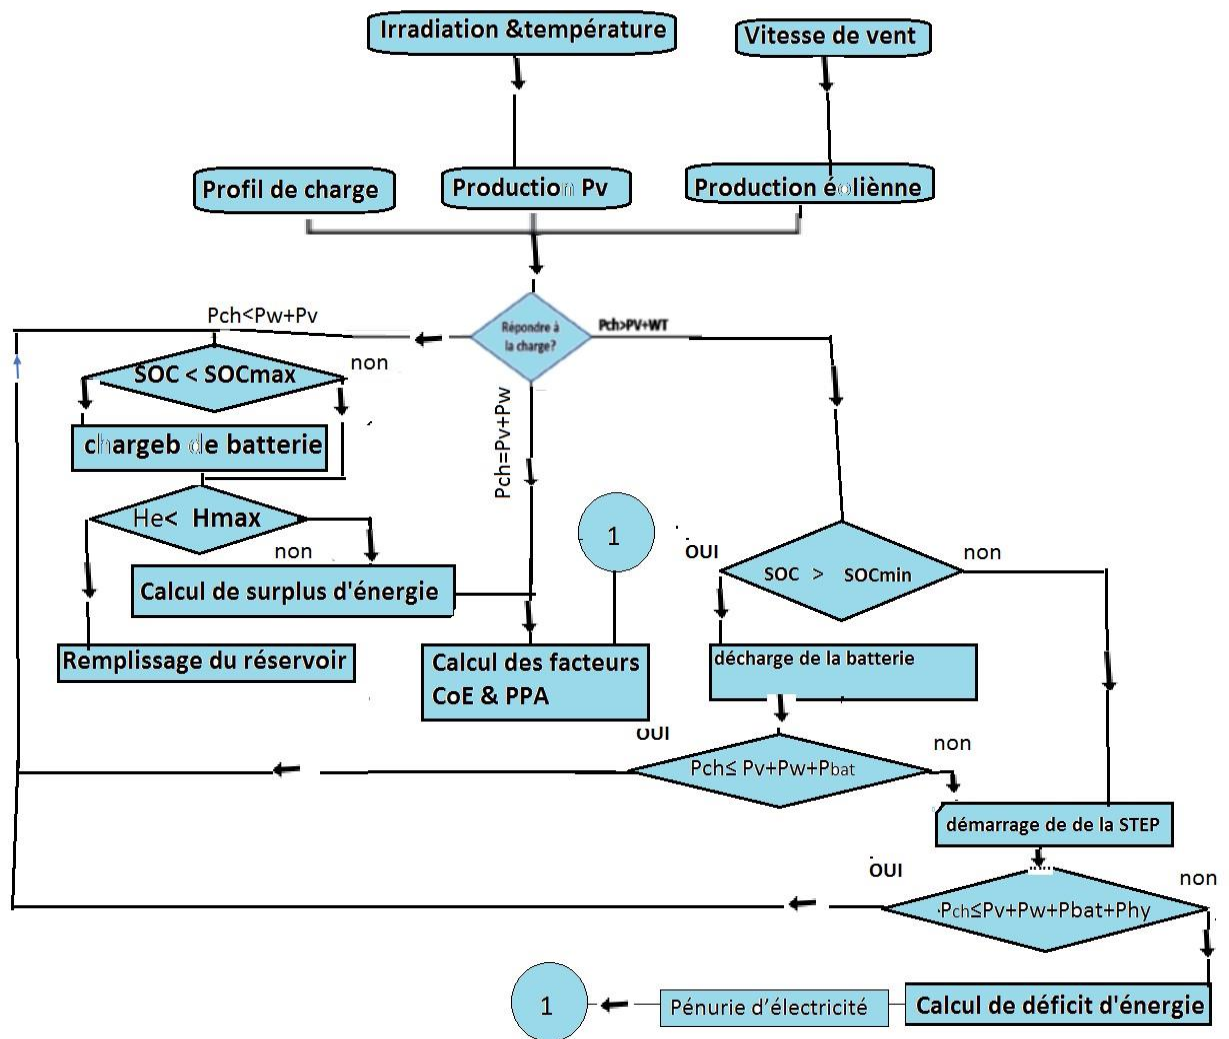 Irradiation &température
Vitesse de vent
Profil de charge
Production Pv
Production éoliènne
Pch<Pw+Pv
Répondre à
la charge?
Pch>PV+WT
SOC < SOCmax
non
Pch=Pv+Pw
chargeb de batterie
He< Hmax
non
1
OUI
SOC > SOCmin
non
Calcul de surplus d'énergie
Remplissage du réservoir
Calcul des facteurs
CoE & PPA
décharge de la batterie
OUI
Pch≤ Pv+Pw+Pbat
non
démarrage de de la STEP
OUI
Pch≤Pv+Pw+Pbat+Phy
non
1
Pénurie d’électricité
Calcul de déficit d'énergie